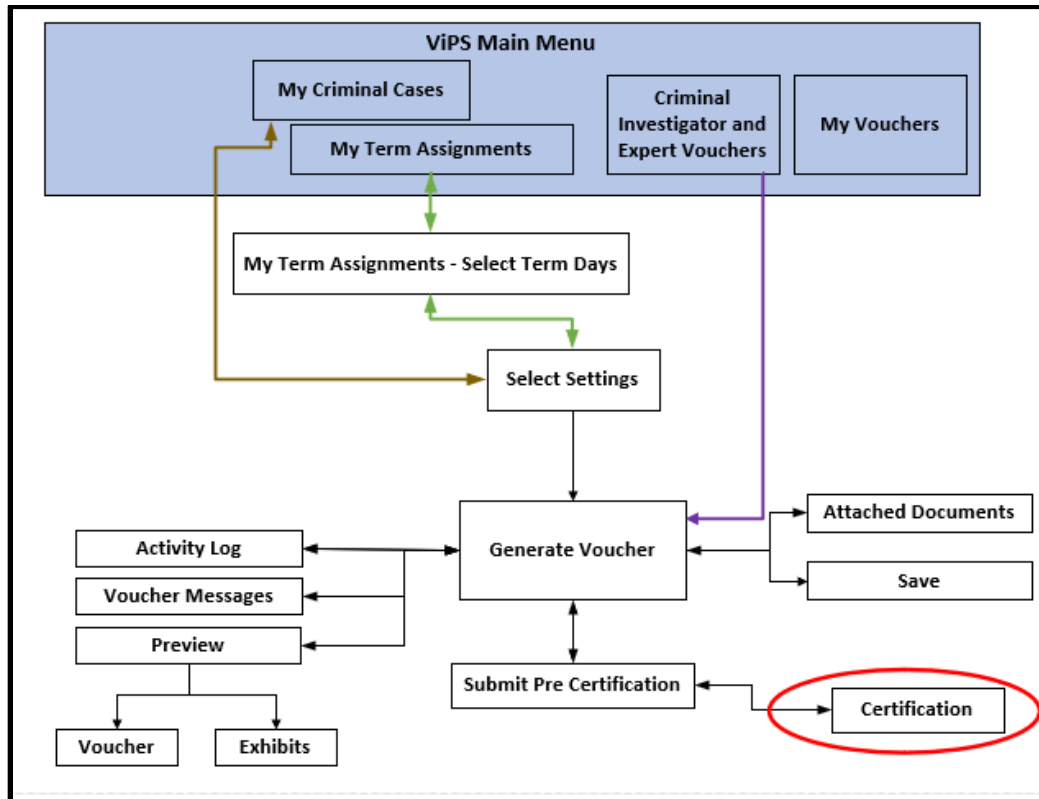 ViPS Main Menu
My Criminal Cases
My Term Assignments
Criminal
Investigator and
Expert Vouchers
My Vouchers
My Term Assignments - Select Term Days
Select Settings
Generate Voucher
Attached Documents
Save
Activity Log
Voucher Messages
Preview
Voucher
Exhibits
Submit Pre Certification
Certification